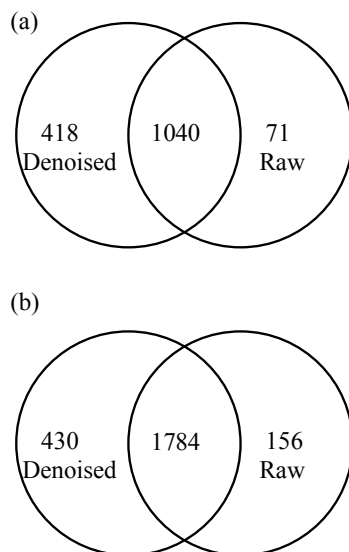 (a)
418 1040 71
Denoised Raw
(b)
430 1784 156
Denoised Raw